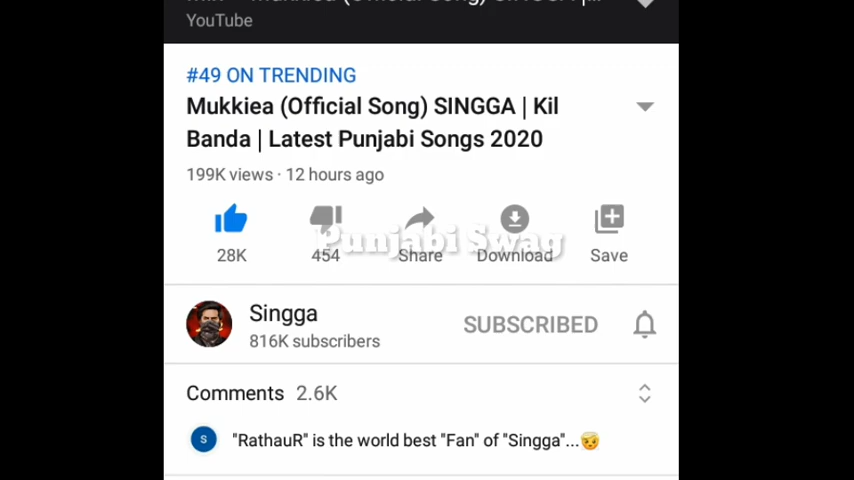 YouTube
#49 ON TRENDING
Mukkiea (Official Song) SINGGA | Kil
Banda | Latest Punjabi Songs 2020
199K views · 12 hours ago
28K
454
Share
Download
Save
Punjabi Swag
Singga
816K subscribers
SUBSCRIBED
Comments 2.6K
S
"RathauR" is the world best "Fan" of "Singga"...🤕